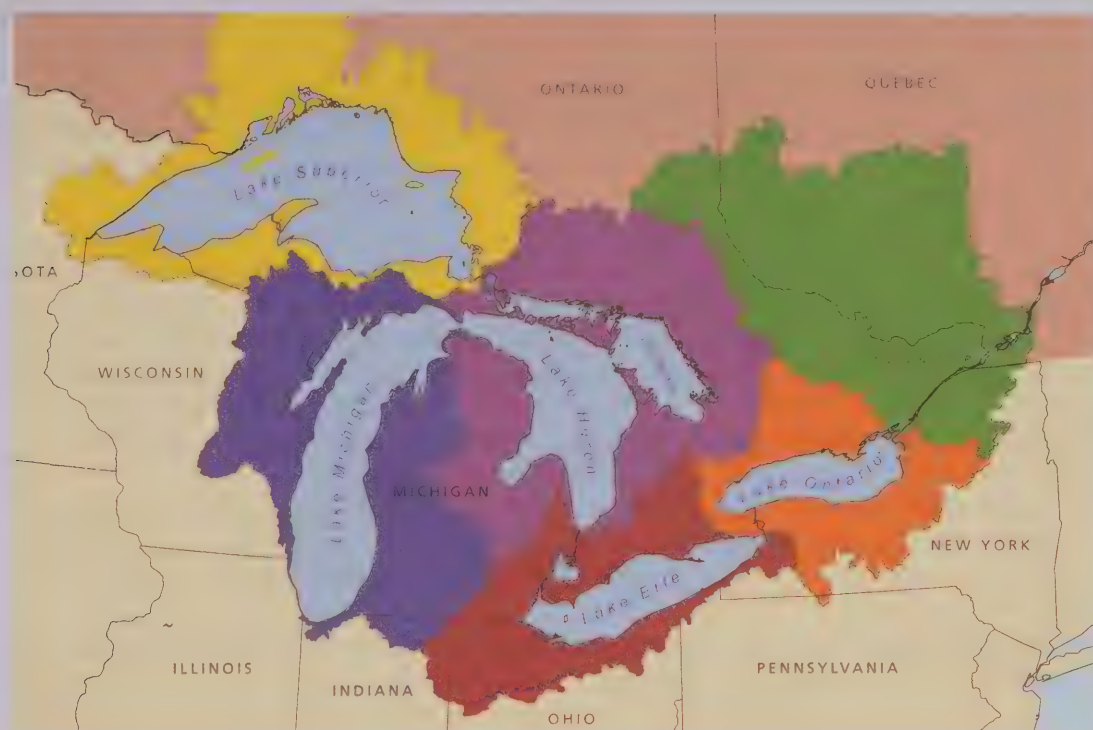 ONTARIO
QUEBEC
Lake Superior
OTA
WISCONSIN
Lake Michigan
Lake Huron
MICHIGAN
Lake Ontario
NEW YORK
Lake Erie
ILLINOIS
INDIANA
PENNSYLVANIA
OHIO